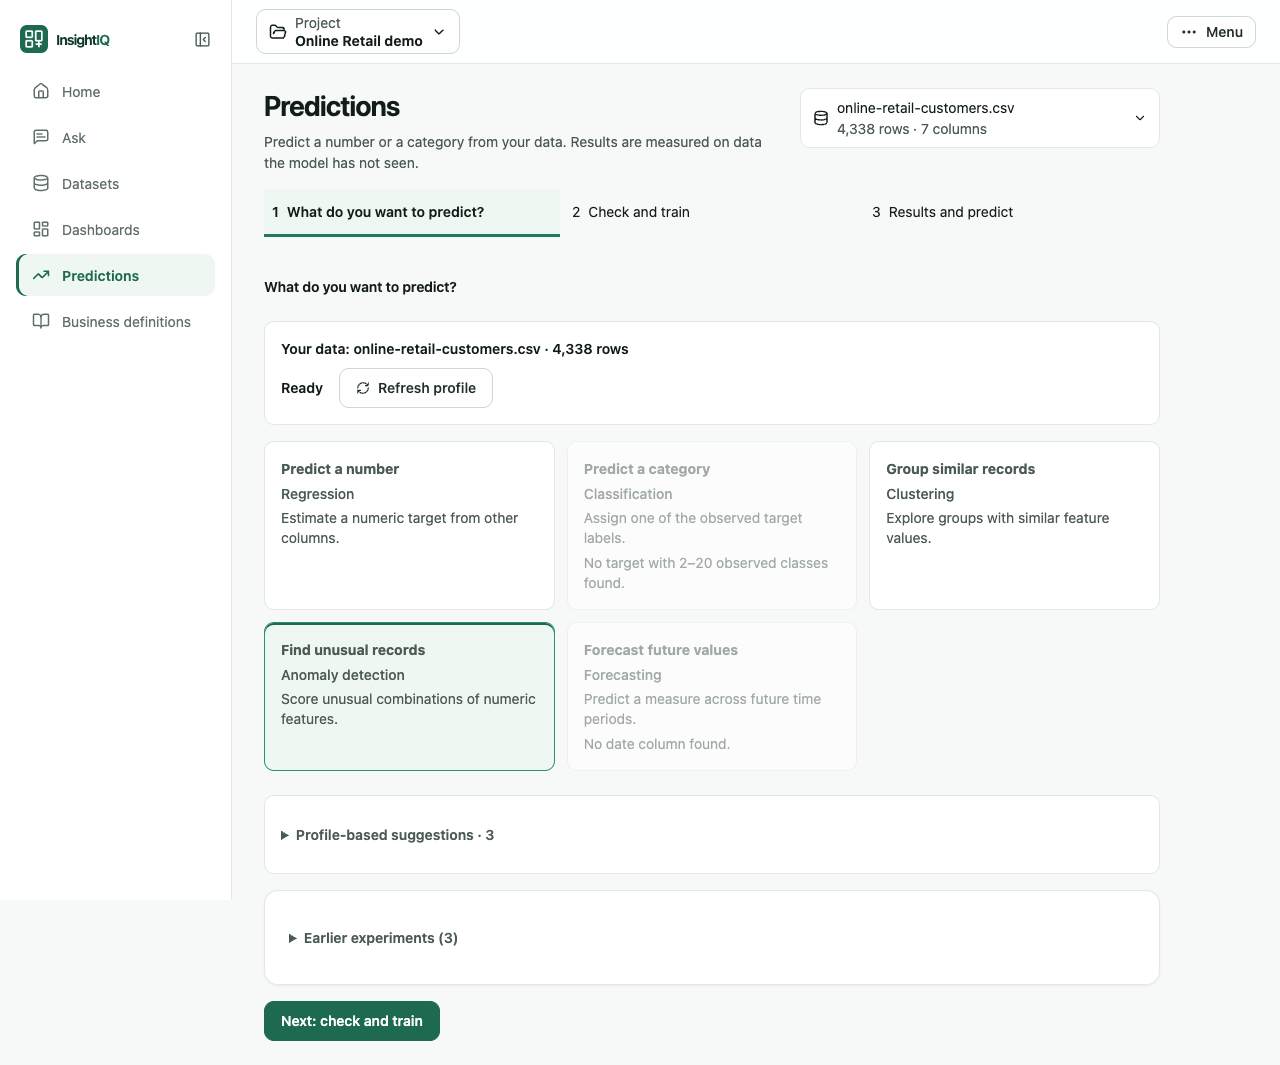 InsightIQ
Home
Ask
Datasets
Dashboards
Predictions
Business definitions
Project
Online Retail demo
Menu
Predictions
Predict a number or a category from your data. Results are measured on data
the model has not seen.
online-retail-customers.csv
4,338 rows · 7 columns
1 What do you want to predict?
2 Check and train
3 Results and predict
What do you want to predict?
Your data: online-retail-customers.csv · 4,338 rows
Ready
Refresh profile
Predict a number
Regression
Estimate a numeric target from other
columns.
Predict a category
Classification
Assign one of the observed target
labels.
No target with 2–20 observed classes
found.
Group similar records
Clustering
Explore groups with similar feature
values.
Find unusual records
Anomaly detection
Score unusual combinations of numeric
features.
Forecast future values
Forecasting
Predict a measure across future time
periods.
No date column found.
Profile-based suggestions · 3
Earlier experiments (3)
Next: check and train